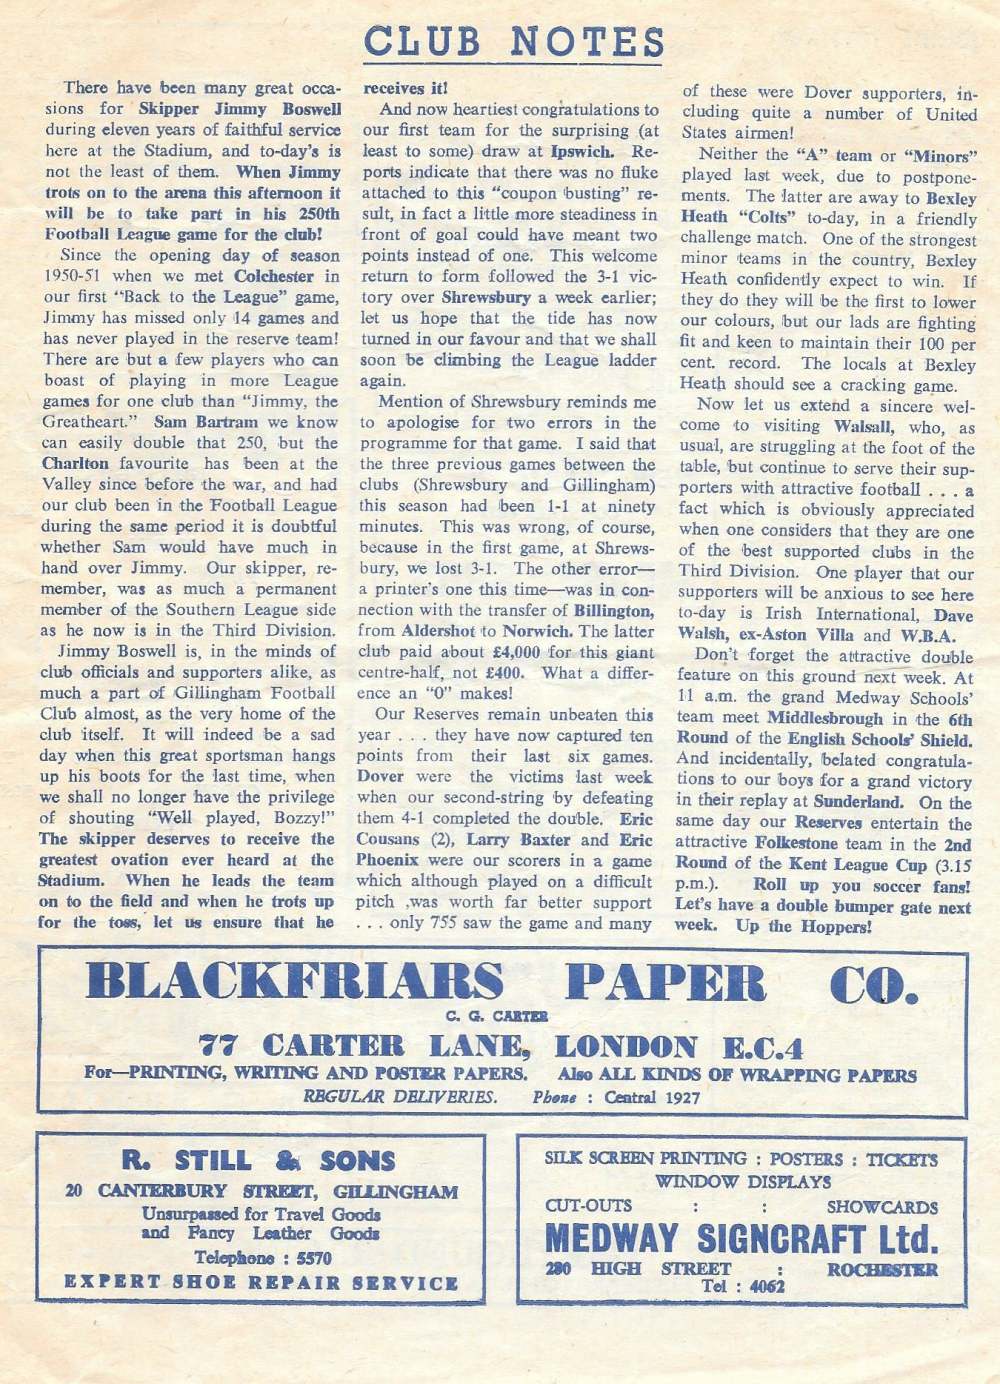 CLUB NOTES
There have been many great occa-
sions for Skipper Jimmy Boswell
during eleven years of faithful service
here at the Stadium, and to-day's is
not the least of them. When Jimmy
trots on to the arena this afternoon it
will be to take part in his 250th
Football League game for the club!
Since the opening day of season
1950-51 when we met Colchester in
our first "Back to the League" game,
Jimmy has missed only 14 games and
has never played in the reserve team!
There are but a few players who can
boast of playing in more League
games for one club than "Jimmy, the
Greatheart." Sam Bartram we know
can easily double that 250, but the
Charlton favourite has been at the
Valley since before the war, and had
our club been in the Football League
during the same period it is doubtful
whether Sam would have much in
hand over Jimmy. Our skipper, re-
member, was as much a permanent
member of the Southern League side
as he now is in the Third Division.
Jimmy Boswell is, in the minds of
club officials and supporters alike, as
much a part of Gillingham Football
Club almost, as the very home of the
club itself. It will indeed be a sad
day when this great sportsman hangs
up his boots for the last time, when
we shall no longer have the privilege
of shouting "Well played, Bozzy!"
The skipper deserves to receive the
greatest ovation ever heard at the
Stadium. When he leads the team
on to the field and when he trots up
for the toss, let us ensure that he
receives it!
And now heartiest congratulations to
our first team for the surprising (at
least to some) draw at Ipswich. Re-
ports indicate that there was no fluke
attached to this "coupon busting" re-
sult, in fact a little more steadiness in
front of goal could have meant two
points instead of one. This welcome
return to form followed the 3-1 vic-
tory over Shrewsbury a week earlier;
let us hope that the tide has now
turned in our favour and that we shall
soon be climbing the League ladder
again.
Mention of Shrewsbury reminds me
to apologise for two errors in the
programme for that game. I said that
the three previous games between the
clubs (Shrewsbury and Gillingham)
this season had been 1-1 at ninety
minutes. This was wrong, of course,
because in the first game, at Shrews-
bury, we lost 3-1. The other error—
a printer's one this time—was in con-
nection with the transfer of Billington,
from Aldershot to Norwich. The latter
club paid about £4,000 for this giant
centre-half, not £400. What a differ-
ence an "0" makes!
Our Reserves remain unbeaten this
year . . . they have now captured ten
points from their last six games.
Dover were the victims last week
when our second-string by defeating
them 4-1 completed the double. Eric
Cousans (2), Larry Baxter and Eric
Phoenix were our scorers in a game
which although played on a difficult
pitch ,was worth far better support
. . . only 755 saw the game and many
of these were Dover supporters, in-
cluding quite a number of United
States airmen!
Neither the "A" team or "Minors"
played last week, due to postpone-
ments. The latter are away to Bexley
Heath "Colts" to-day, in a friendly
challenge match. One of the strongest
minor teams in the country, Bexley
Heath confidently expect to win. If
they do they will be the first to lower
our colours, but our lads are fighting
fit and keen to maintain their 100 per
cent. record. The locals at Bexley
Heath should see a cracking game.
Now let us extend a sincere wel-
come to visiting Walsall, who, as
usual, are struggling at the foot of the
table, but continue to serve their sup-
porters with attractive football . . . a
fact which is obviously appreciated
when one considers that they are one
of the best supported clubs in the
Third Division. One player that our
supporters will be anxious to see here
to-day is Irish International, Dave
Walsh, ex-Aston Villa and W.B.A.
Don't forget the attractive double
feature on this ground next week. At
11 a.m. the grand Medway Schools'
team meet Middlesbrough in the 6th
Round of the English Schools' Shield.
And incidentally, belated congratula-
tions to our boys for a grand victory
in their replay at Sunderland. On the
same day our Reserves entertain the
attractive Folkestone team in the 2nd
Round of the Kent League Cup (3.15
p.m.). Roll up you soccer fans!
Let's have a double bumper gate next
week. Up the Hoppers!
BLACKFRIARS PAPER CO.
C. G. CARTER
77 CARTER LANE, LONDON E.C.4
For—PRINTING, WRITING AND POSTER PAPERS. Also ALL KINDS OF WRAPPING PAPERS
REGULAR DELIVERIES. Phone : Central 1927
R. STILL & SONS
20 CANTERBURY STREET, GILLINGHAM
Unsurpassed for Travel Goods
and Fancy Leather Goods
Telephone : 5570
EXPERT SHOE REPAIR SERVICE
SILK SCREEN PRINTING : POSTERS : TICKETS
WINDOW DISPLAYS
CUT-OUTS : : SHOWCARDS
MEDWAY SIGNCRAFT Ltd.
280 HIGH STREET : ROCHESTER
Tel : 4062